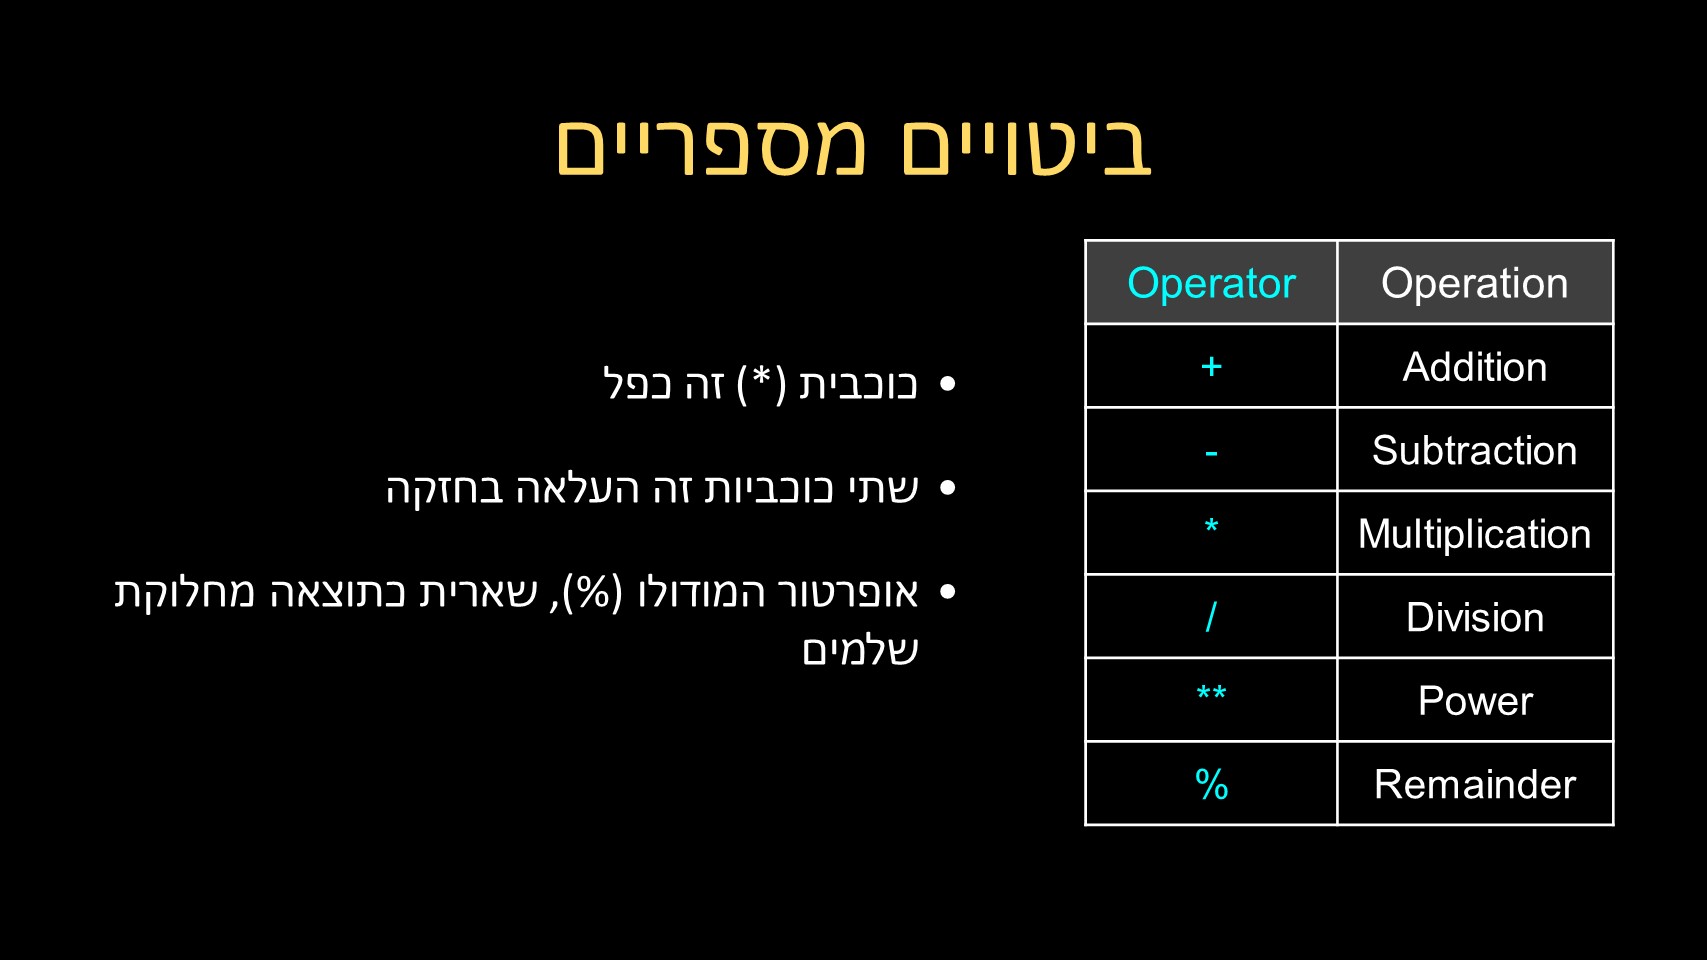 ביטויים מספריים
Operator Operation
+ Addition
- Subtraction
* Multiplication
/ Division
** Power
% Remainder
• כוכבית (*) זה כפל
• שתי כוכביות זה העלאה בחזקה
• אופרטור המודולו (%), שארית כתוצאה מחלוקת
שלמים